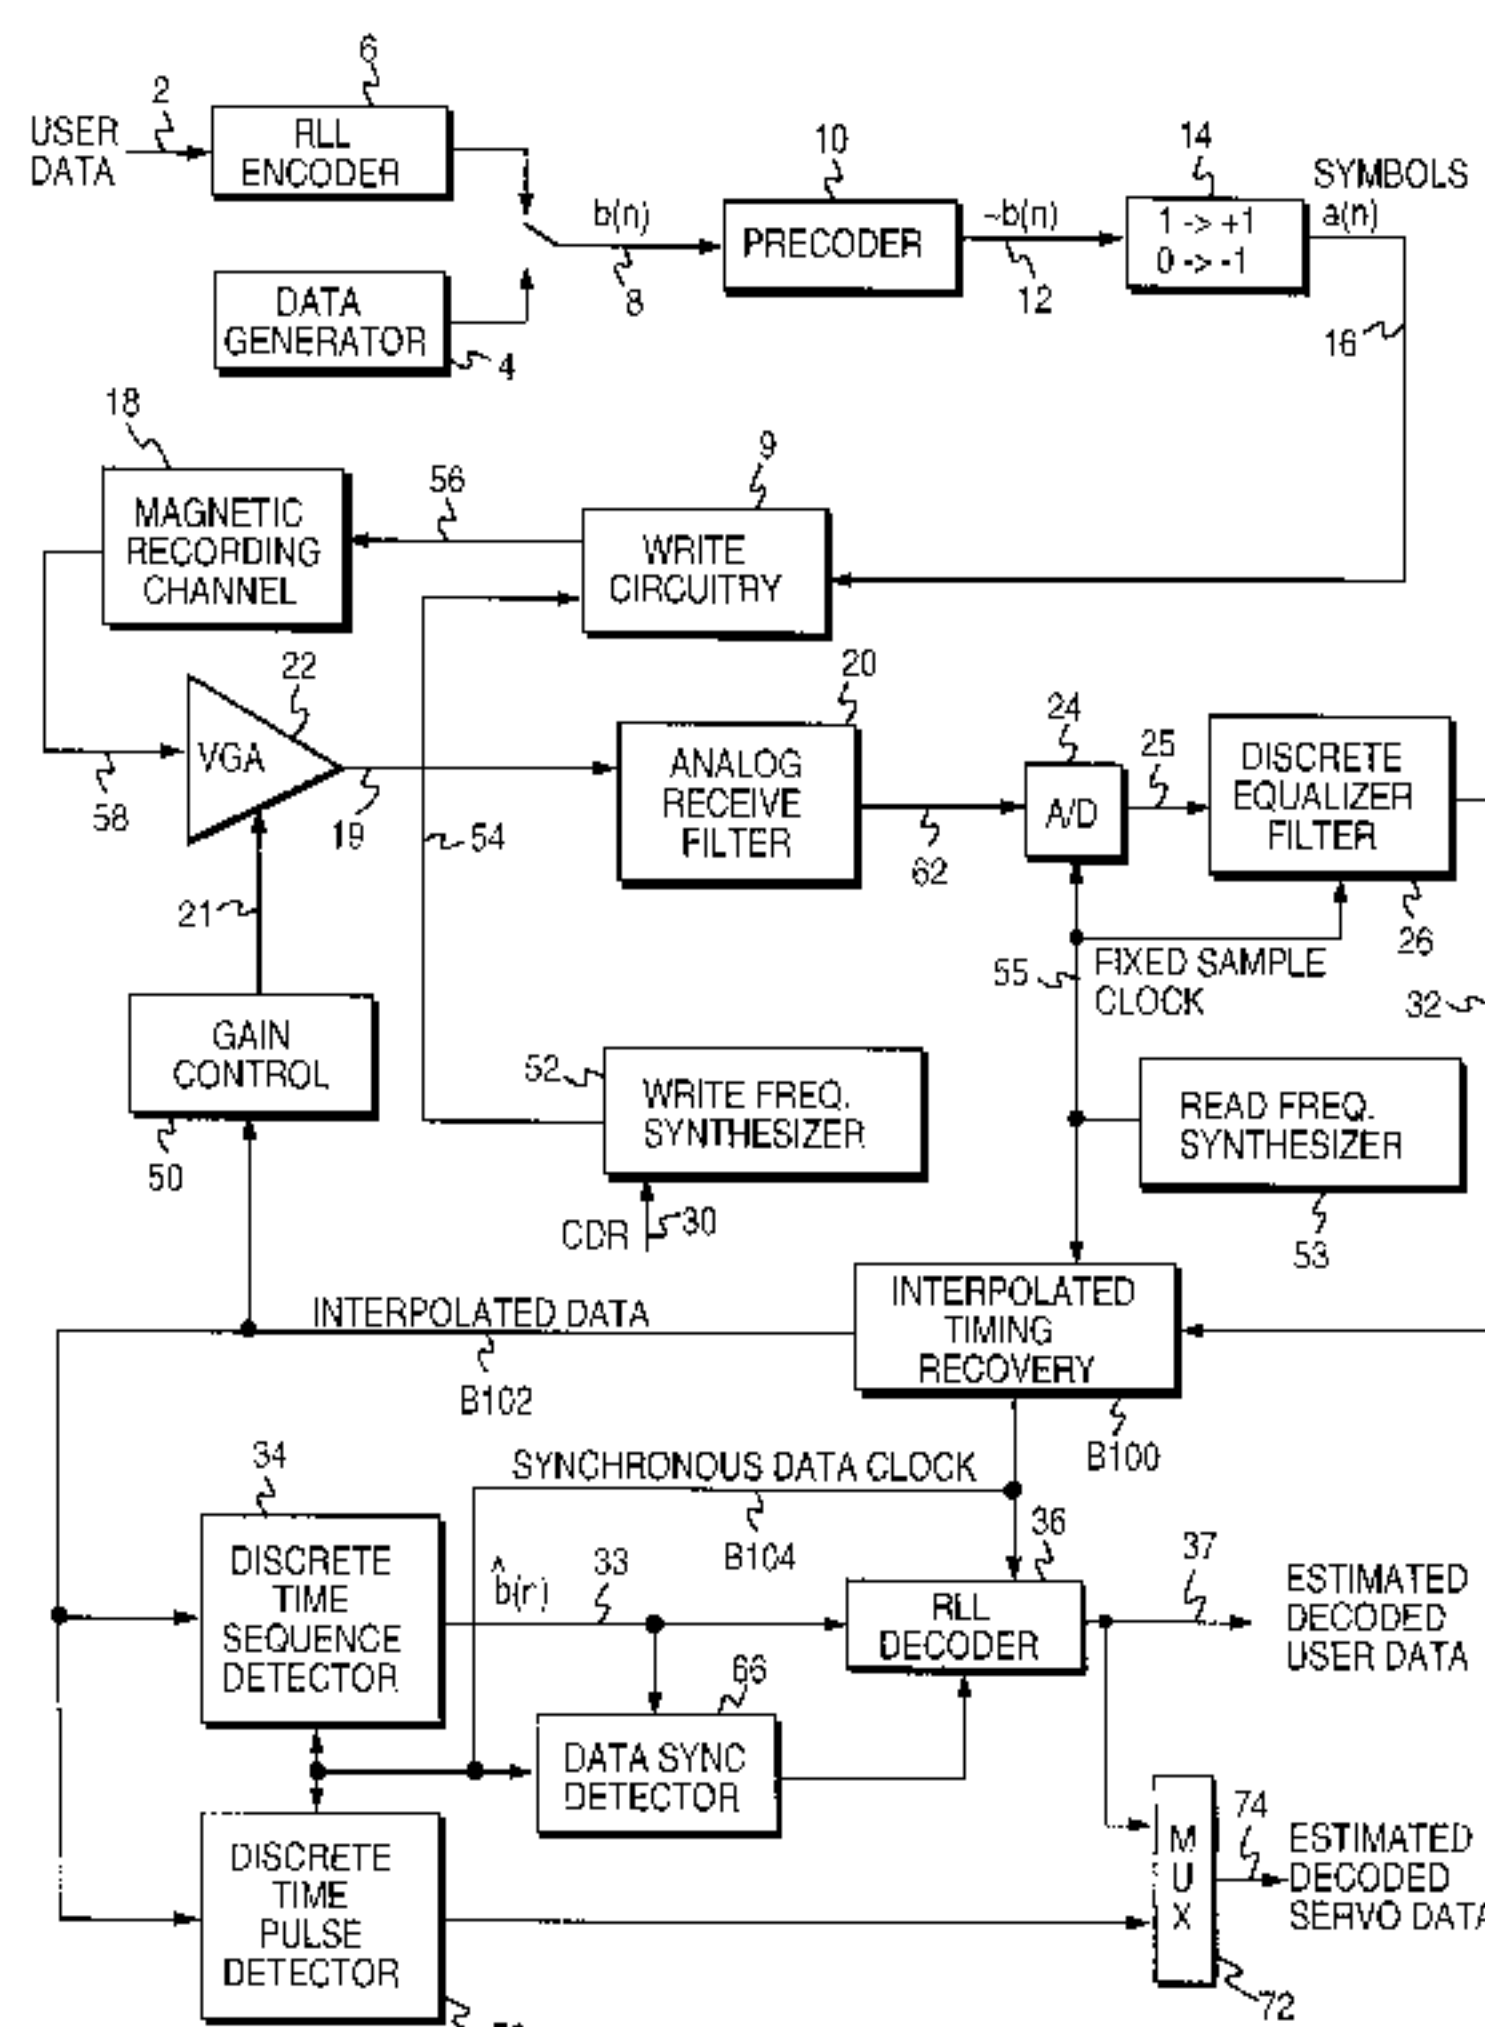 6
2
USER
DATA
RLL
ENCODER
10
14
SYMBOLS
a(n)
b(n)
PRECODER
~b(n)
1 -> +1
0 -> -1
8
12
DATA
GENERATOR
4
16
18
9
56
MAGNETIC
RECORDING
CHANNEL
WRITE
CIRCUITRY
22
20
24
25
VGA
ANALOG
RECEIVE
FILTER
A/D
DISCRETE
EQUALIZER
FILTER
58
19
54
62
21
26
55
FIXED SAMPLE
CLOCK
32
GAIN
CONTROL
52
WRITE FREQ.
SYNTHESIZER
READ FREQ.
SYNTHESIZER
50
CDR
30
53
INTERPOLATED DATA
INTERPOLATED
TIMING
RECOVERY
B102
B100
34
SYNCHRONOUS DATA CLOCK
B104
36
37
DISCRETE
TIME
SEQUENCE
DETECTOR
b̂(n)
33
RLL
DECODER
ESTIMATED
DECODED
USER DATA
66
DATA SYNC
DETECTOR
74
DISCRETE
TIME
PULSE
DETECTOR
M
U
X
ESTIMATED
DECODED
SERVO DATA
72